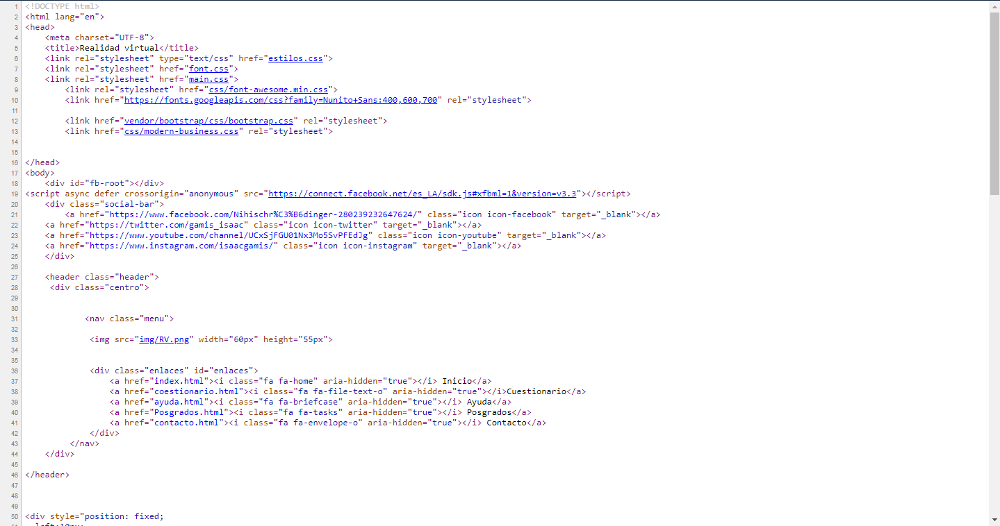 1 <!DOCTYPE html>
2 <html lang="en">
3 <head>
4 <meta charset="UTF-8">
5 <title>Realidad virtual</title>
6 <link rel="stylesheet" type="text/css" href="estilos.css">
7 <link rel="stylesheet" href="font.css">
8 <link rel="stylesheet" href="main.css">
9 <link rel="stylesheet" href="css/font-awesome.min.css">
10 <link href="https://fonts.googleapis.com/css?family=Nunito+Sans:400,600,700" rel="stylesheet">
11
12 <link href="vendor/bootstrap/css/bootstrap.css" rel="stylesheet">
13 <link href="css/modern-business.css" rel="stylesheet">
14
15
16 </head>
17 <body>
18 <div id="fb-root"></div>
19 <script async defer crossorigin="anonymous" src="https://connect.facebook.net/es_LA/sdk.js#xfbml=1&version=v3.3"></script>
20 <div class="social-bar">
21 <a href="https://www.facebook.com/Nihischr%C3%B6dinger-280239232647624/" class="icon icon-facebook" target="_blank"></a>
22 <a href="https://twitter.com/gamis_isaac" class="icon icon-twitter" target="_blank"></a>
23 <a href="https://www.youtube.com/channel/UCxSjFGU01Nx3Mo5SvPFEdJg" class="icon icon-youtube" target="_blank"></a>
24 <a href="https://www.instagram.com/isaacgamis/" class="icon icon-instagram" target="_blank"></a>
25 </div>
26
27 <header class="header">
28 <div class="centro">
29
30
31 <nav class="menu">
32
33 <img src="img/RV.png" width="60px" height="55px">
34
35
36 <div class="enlaces" id="enlaces">
37 <a href="index.html"><i class="fa fa-home" aria-hidden="true"></i> Inicio</a>
38 <a href="coestionario.html"><i class="fa fa-file-text-o" aria-hidden="true"></i>Cuestionario</a>
39 <a href="ayuda.html"><i class="fa fa-briefcase" aria-hidden="true"></i> Ayuda</a>
40 <a href="Posgrados.html"><i class="fa fa-tasks" aria-hidden="true"></i> Posgrados</a>
41 <a href="contacto.html"><i class="fa fa-envelope-o" aria-hidden="true"></i> Contacto</a>
42 </div>
43 </nav>
44 </div>
45
46 </header>
47
48
49
50 <div style="position: fixed;